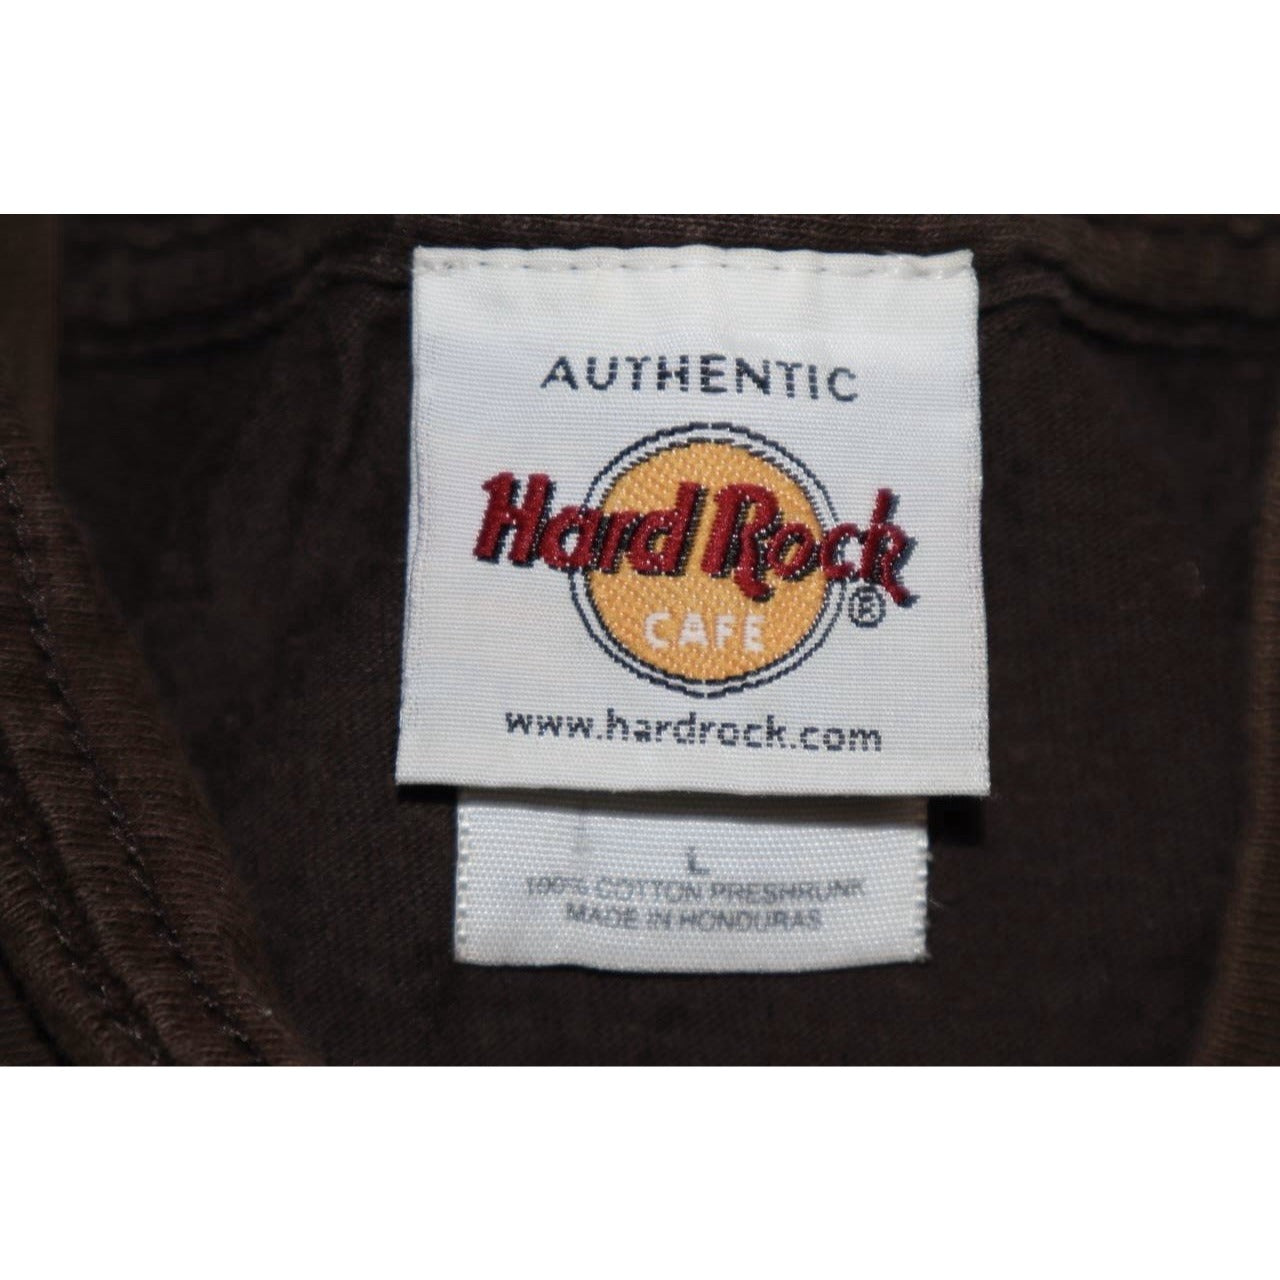 AUTHENTIC
Hard Rock
®
CAFE
www.hardrock.com
L
100% COTTON PRESHRUNK
MADE IN HONDURAS